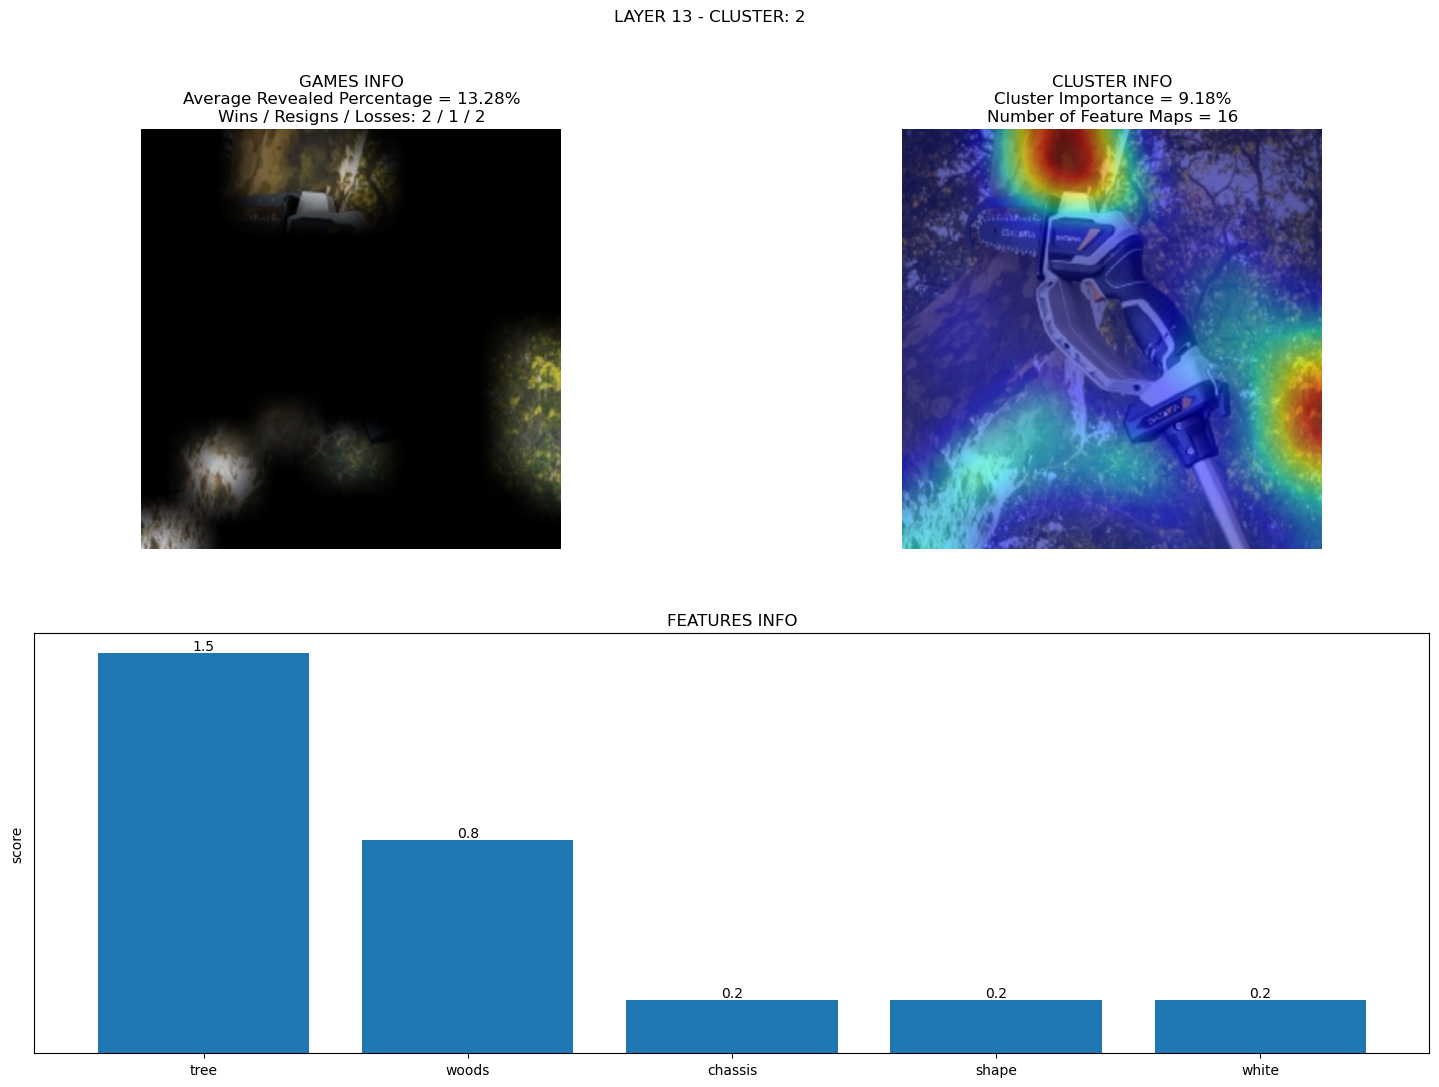 LAYER 13 - CLUSTER: 2
GAMES INFO
Average Revealed Percentage = 13.28%
Wins / Resigns / Losses: 2 / 1 / 2
CLUSTER INFO
Cluster Importance = 9.18%
Number of Feature Maps = 16
FEATURES INFO
score
1.5
0.8
0.2
0.2
0.2
tree
woods
chassis
shape
white